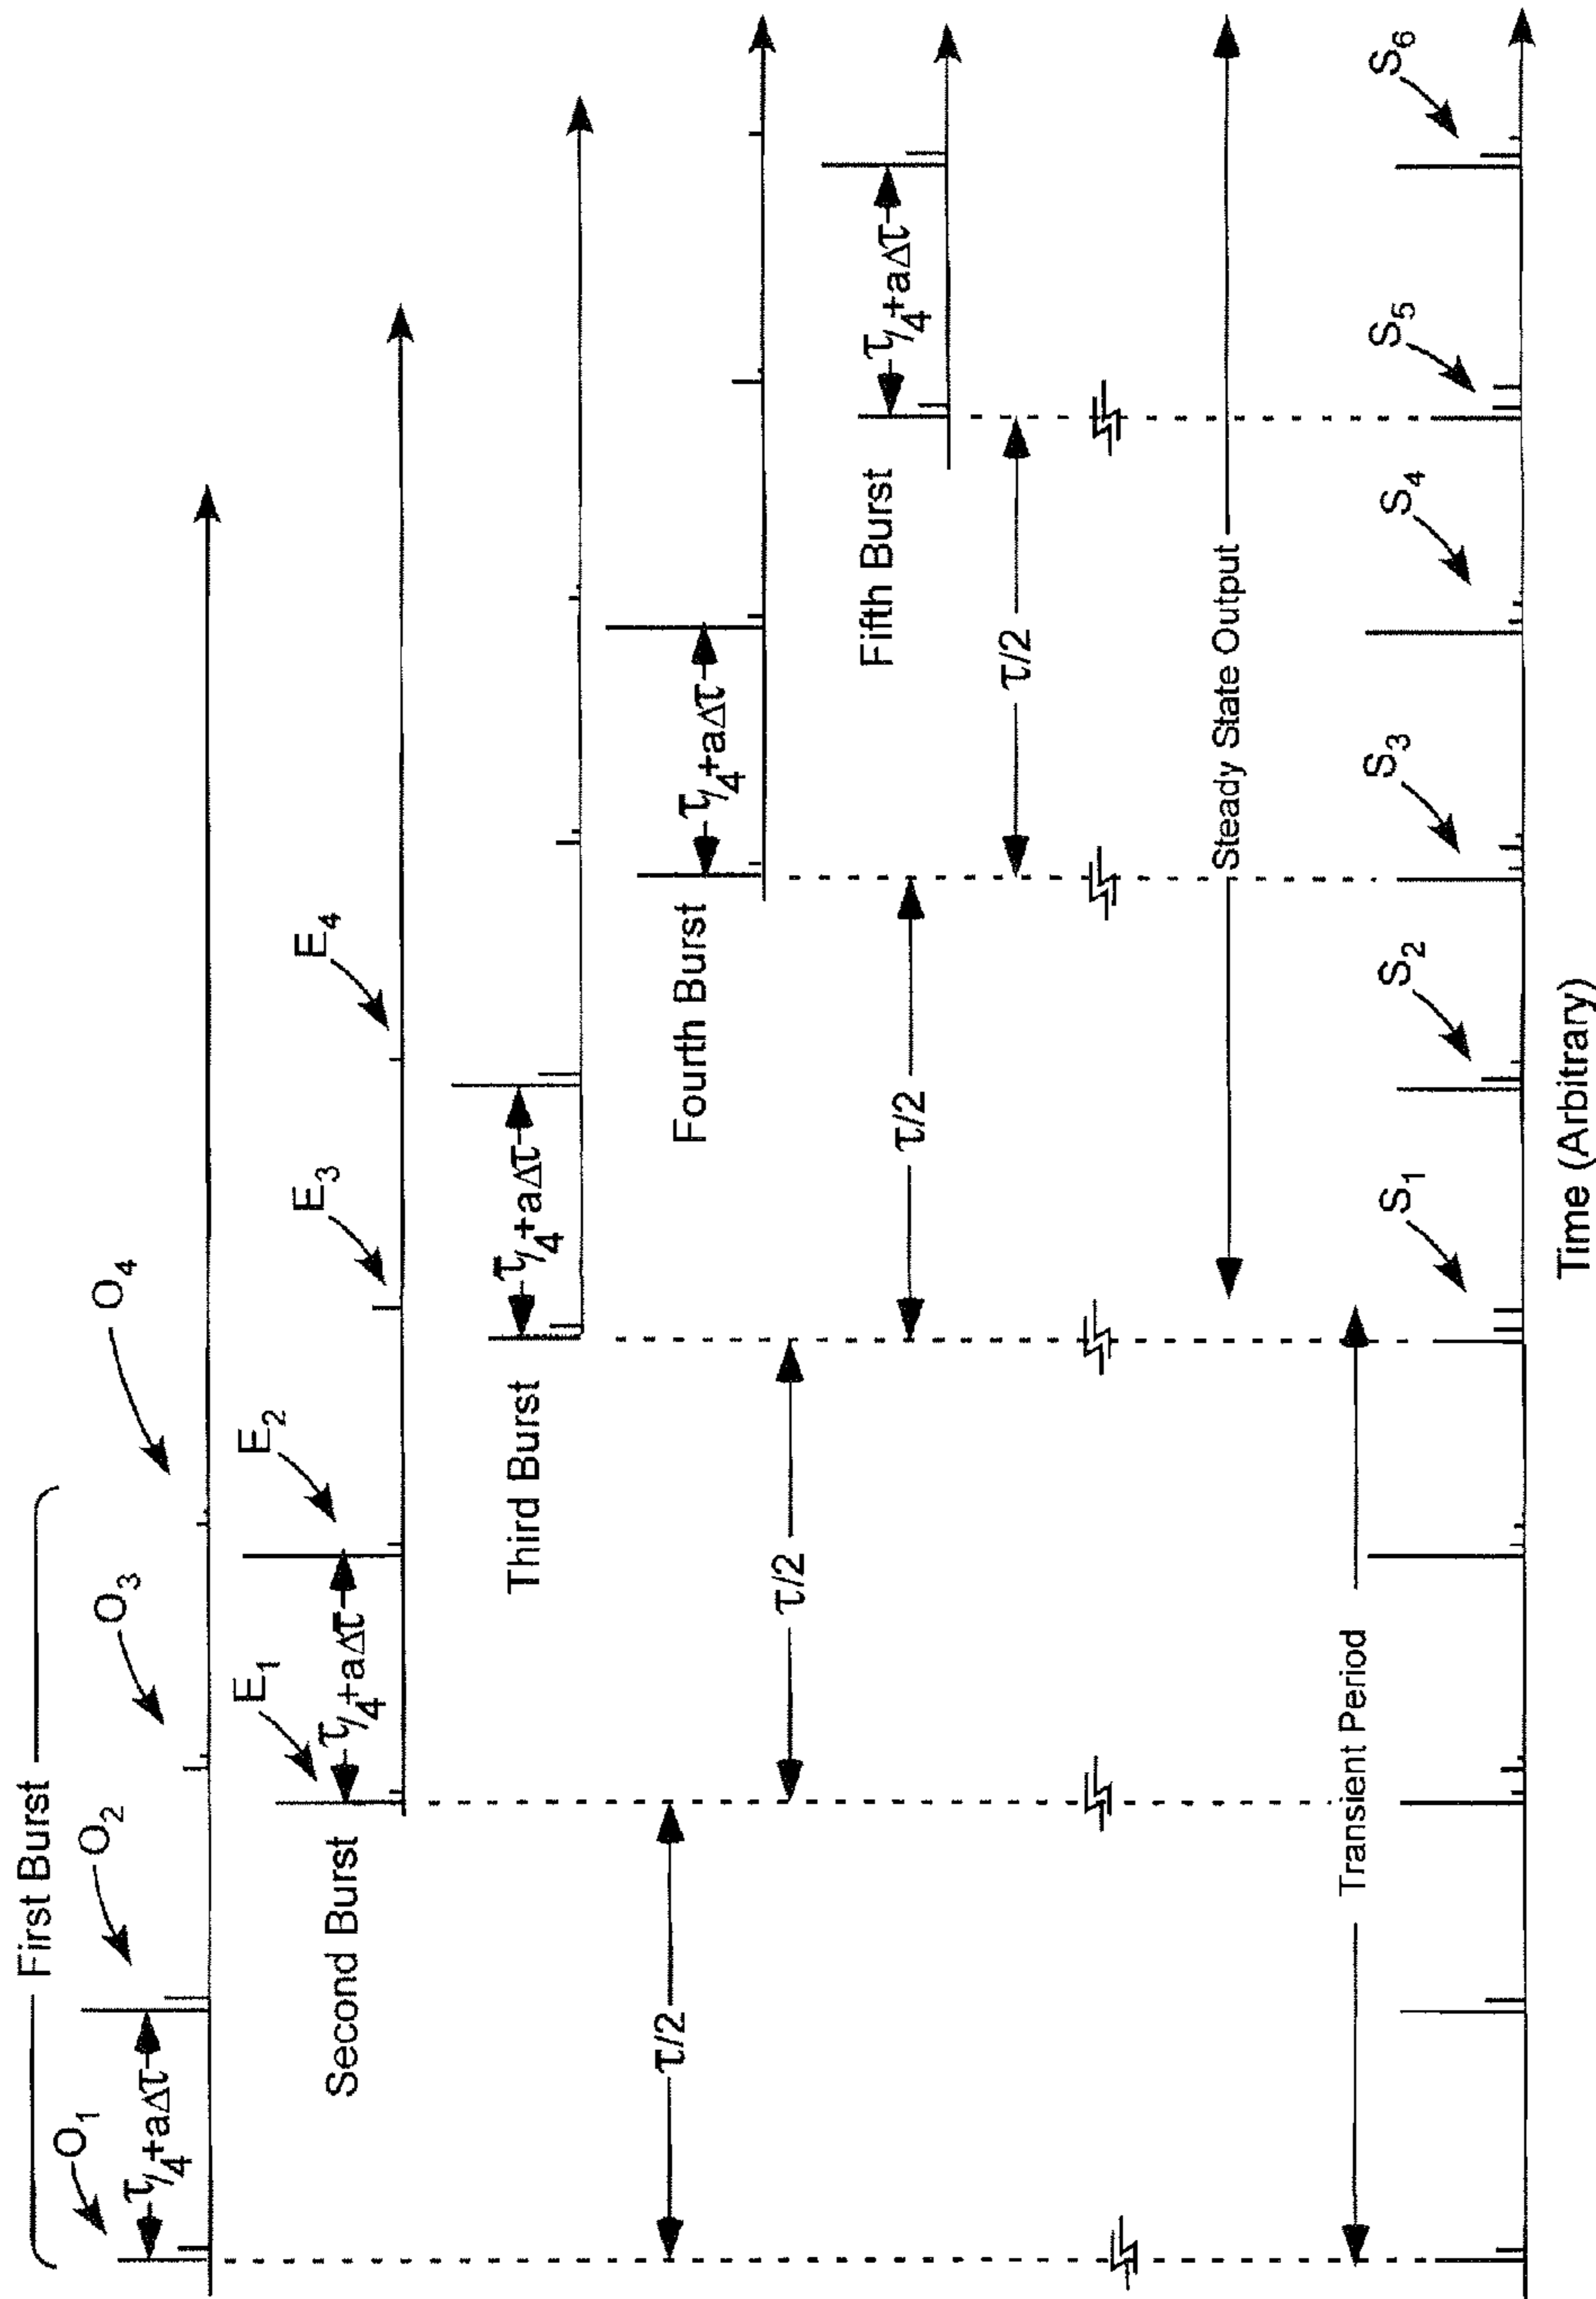 First Burst
O₁
O₂
O₃
O₄
τ/4+aΔτ
Second Burst
E₁
E₂
E₃
E₄
τ/4+aΔτ
Third Burst
τ/4+aΔτ
Fourth Burst
τ/4+aΔτ
Fifth Burst
τ/4+aΔτ
τ/2
τ/2
τ/2
τ/2
Steady State Output
Transient Period
S₁
S₂
S₃
S₄
S₅
S₆
Time (Arbitrary)